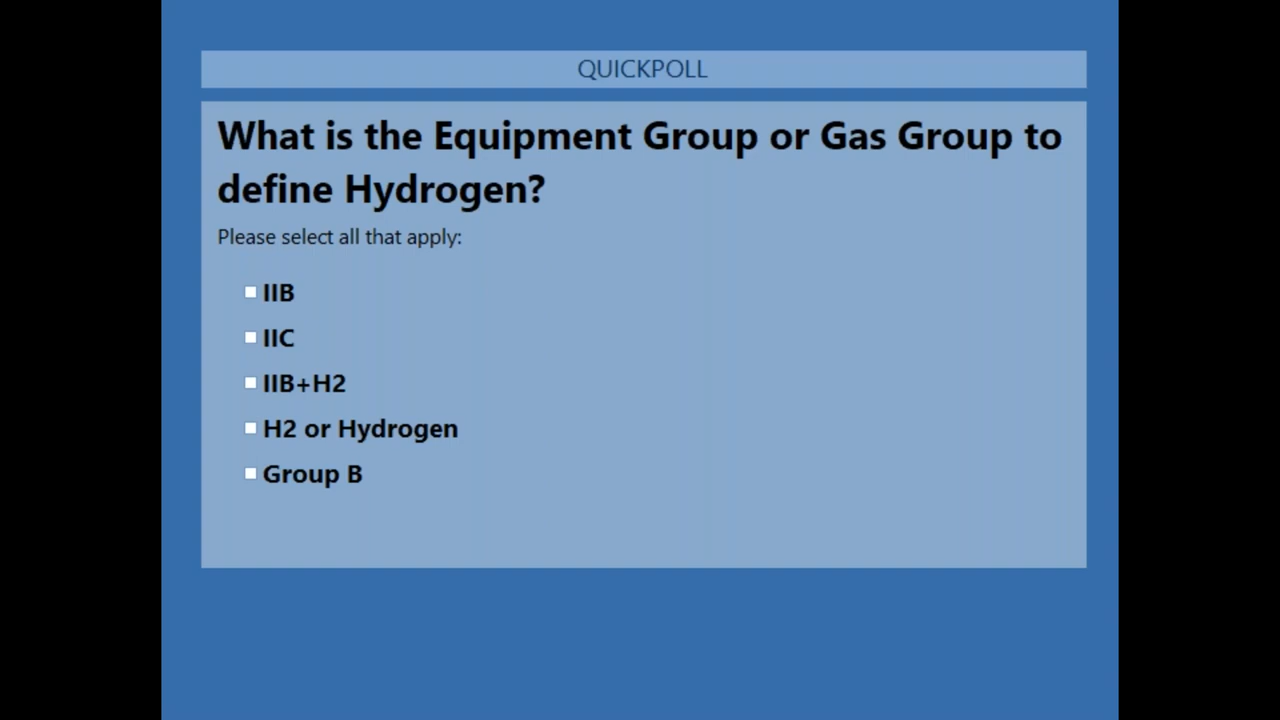 QUICKPOLL
What is the Equipment Group or Gas Group to
define Hydrogen?
Please select all that apply:
IIB
IIC
IIB+H2
H2 or Hydrogen
Group B